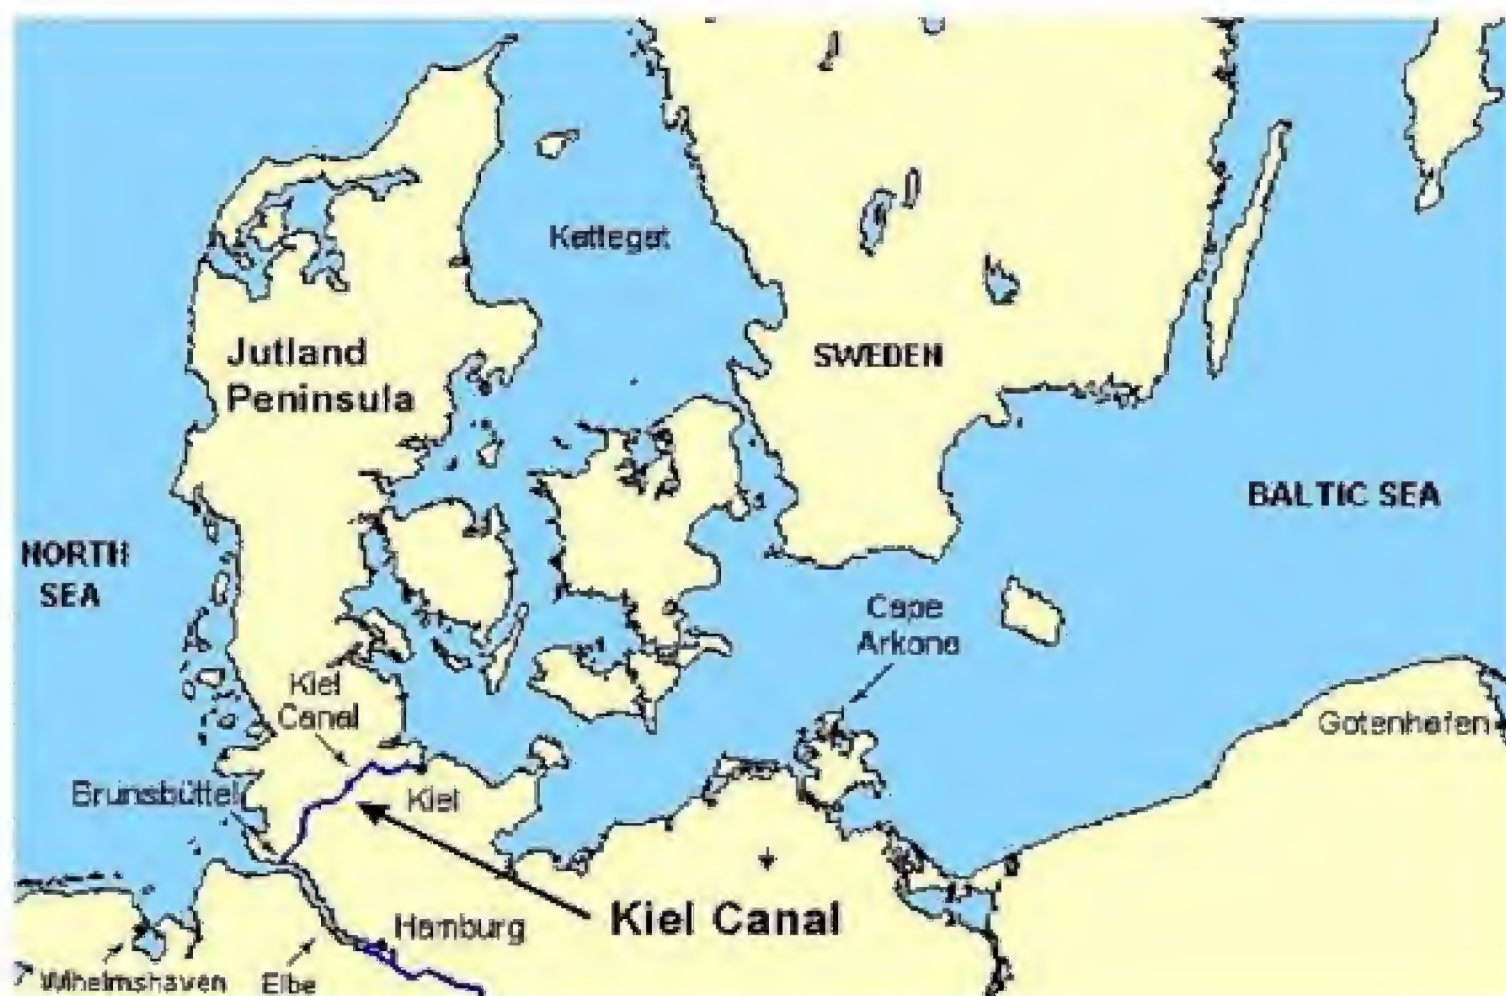 Kattegat
Jutland
Peninsula
SWEDEN
BALTIC SEA
NORTH
SEA
Cape
Arkona
Kiel
Canal
Gotenhafen
Brunsbüttel
Kiel
Kiel Canal
Hamburg
Wilhelmshaven
Elbe